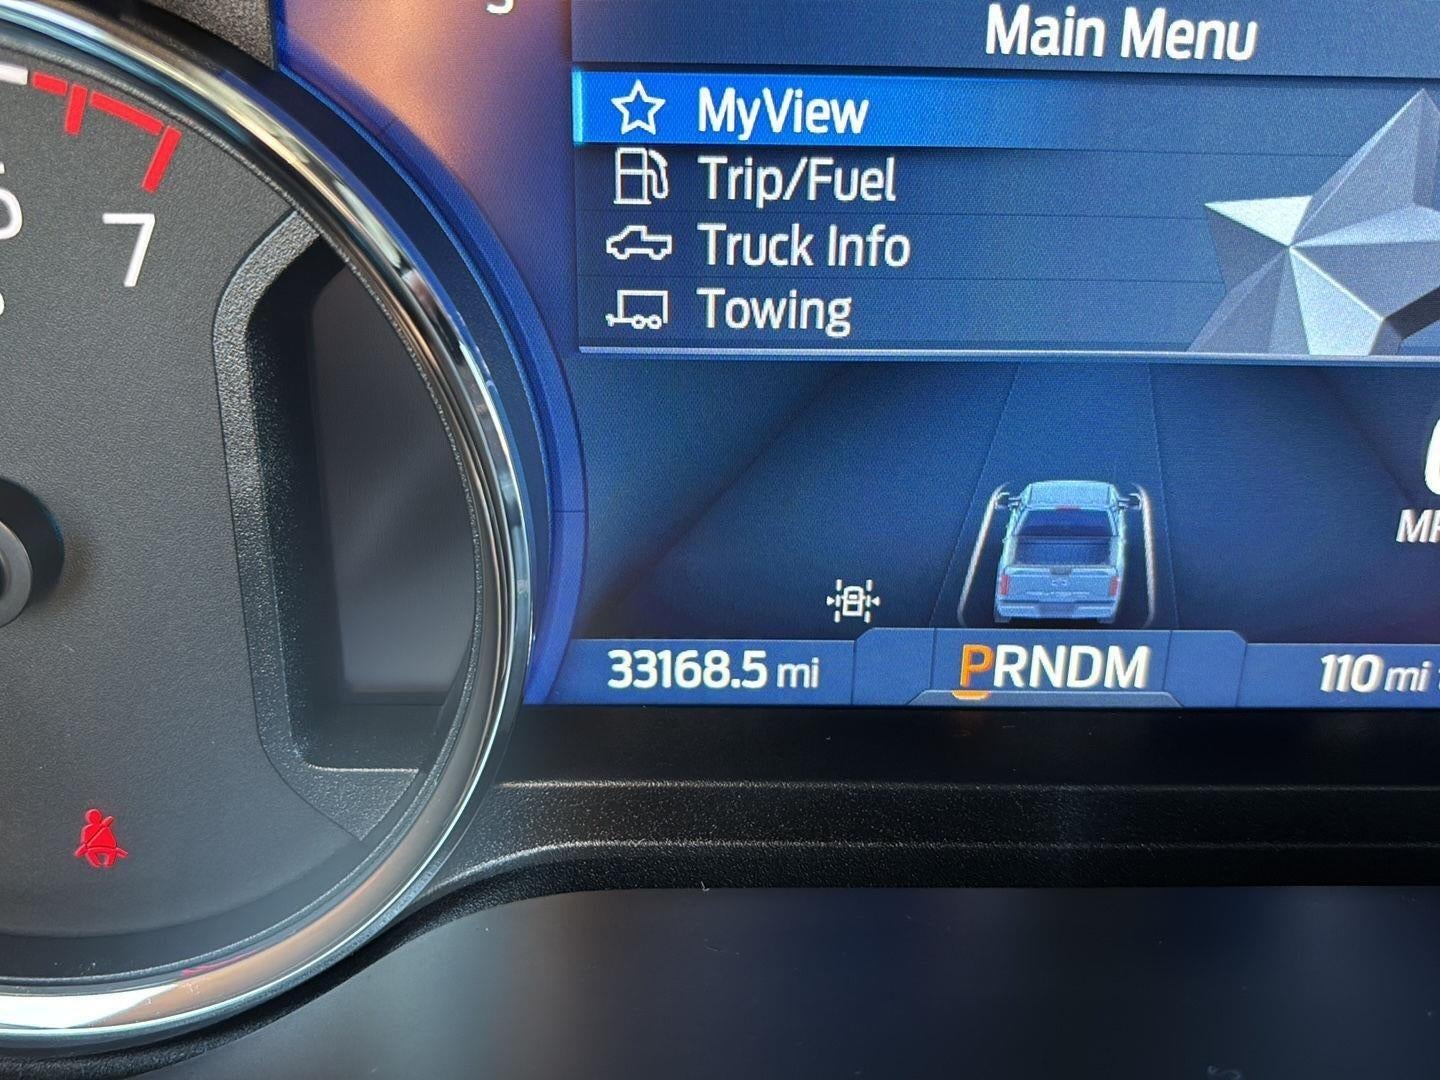 Main Menu
MyView
Trip/Fuel
Truck Info
Towing
7
33168.5 mi
PRNDM
110 mi